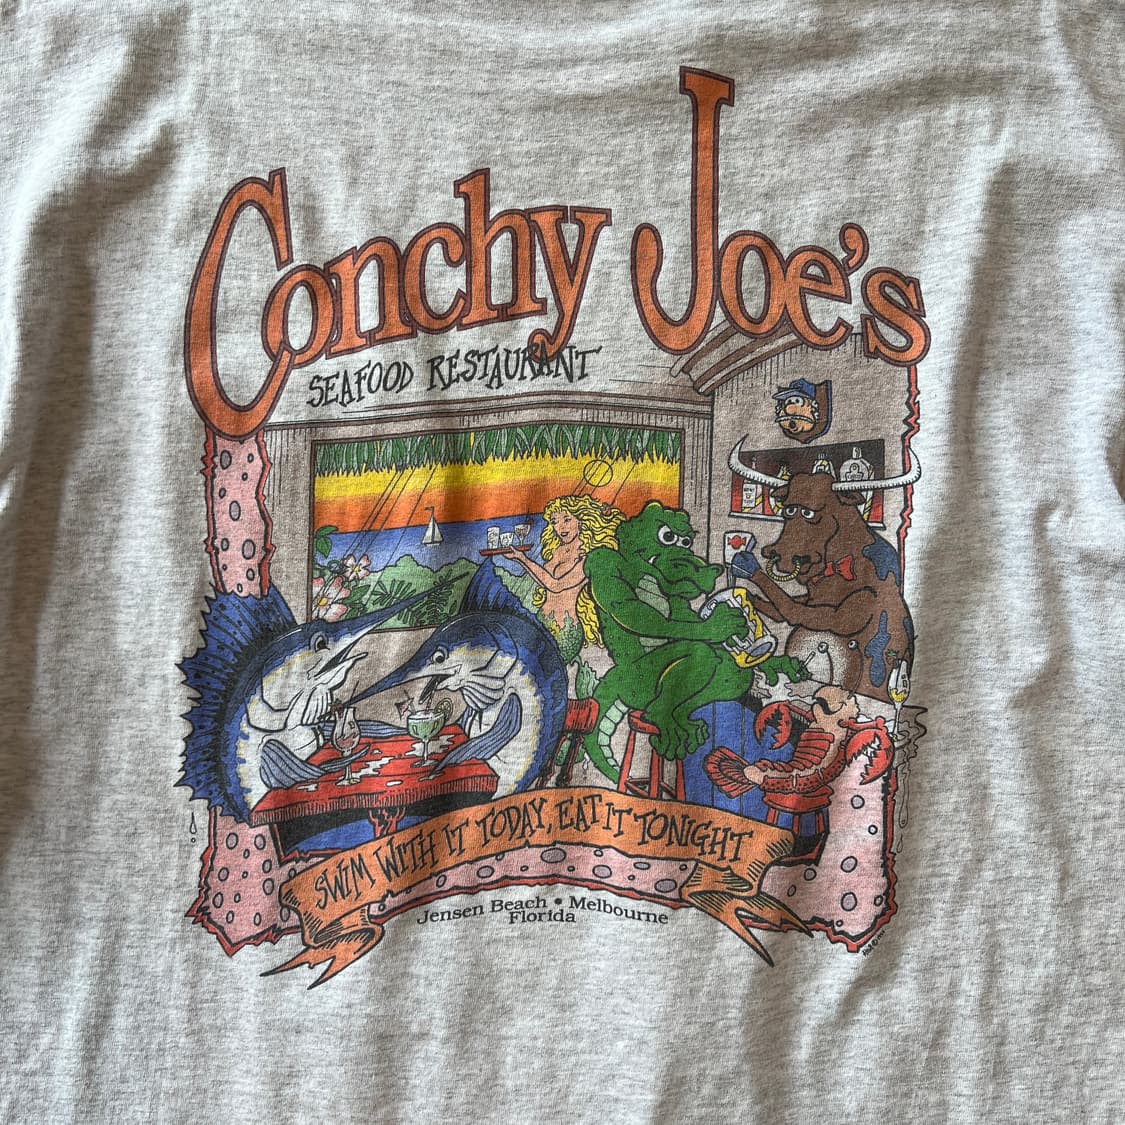 Conchy Joe's
SEAFOOD RESTAURANT
SWIM WITH IT TODAY, EAT IT TONIGHT
Jensen Beach • Melbourne
Florida